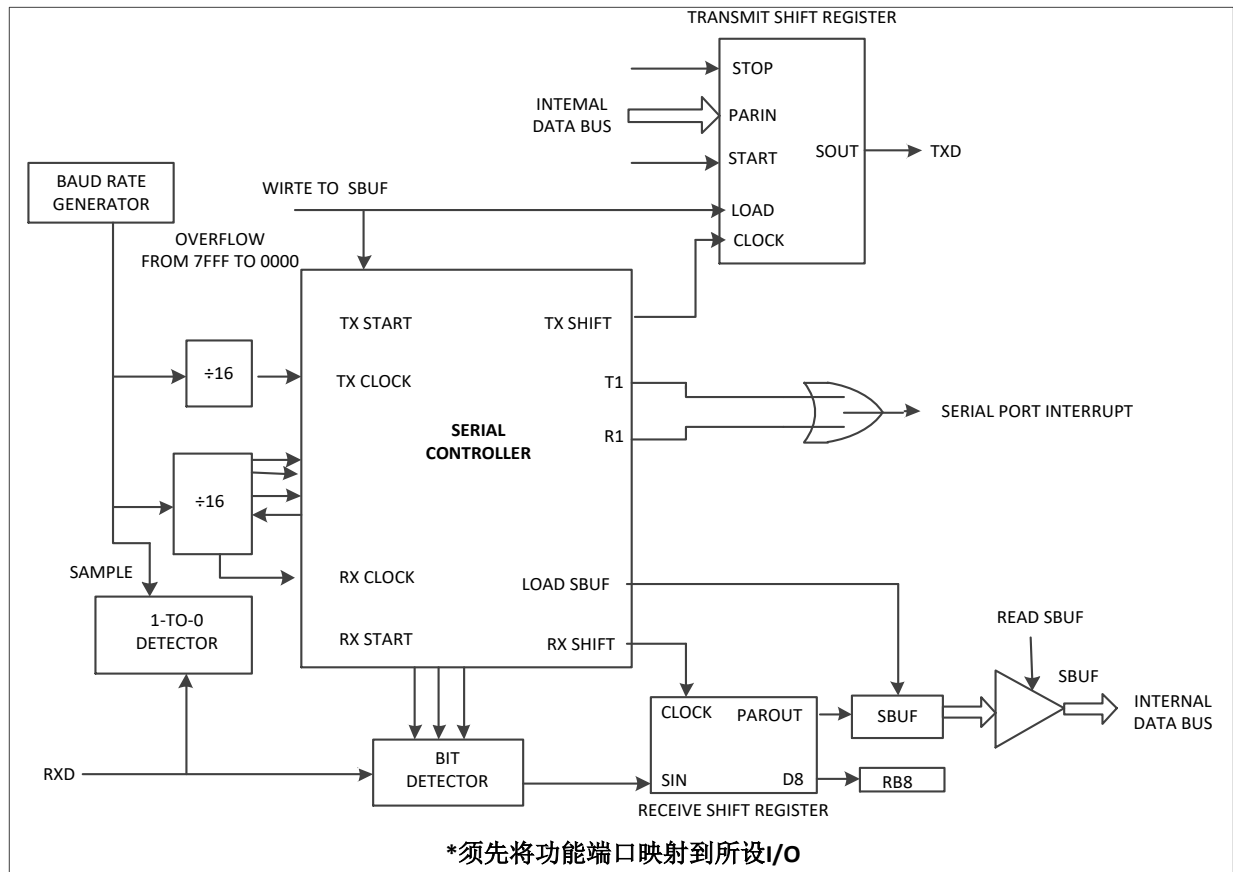 TRANSMIT SHIFT REGISTER
STOP
INTEMAL
DATA BUS
PARIN
START
SOUT
TXD
BAUD RATE
GENERATOR
WIRTE TO SBUF
LOAD
CLOCK
OVERFLOW
FROM 7FFF TO 0000
TX START
TX SHIFT
÷16
TX CLOCK
T1
SERIAL PORT INTERRUPT
SERIAL
CONTROLLER
R1
÷16
SAMPLE
RX CLOCK
LOAD SBUF
1-TO-0
DETECTOR
RX START
RX SHIFT
READ SBUF
SBUF
CLOCK
PAROUT
SBUF
INTERNAL
DATA BUS
RXD
BIT
DETECTOR
SIN
D8
RB8
RECEIVE SHIFT REGISTER
*须先将功能端口映射到所设I/O